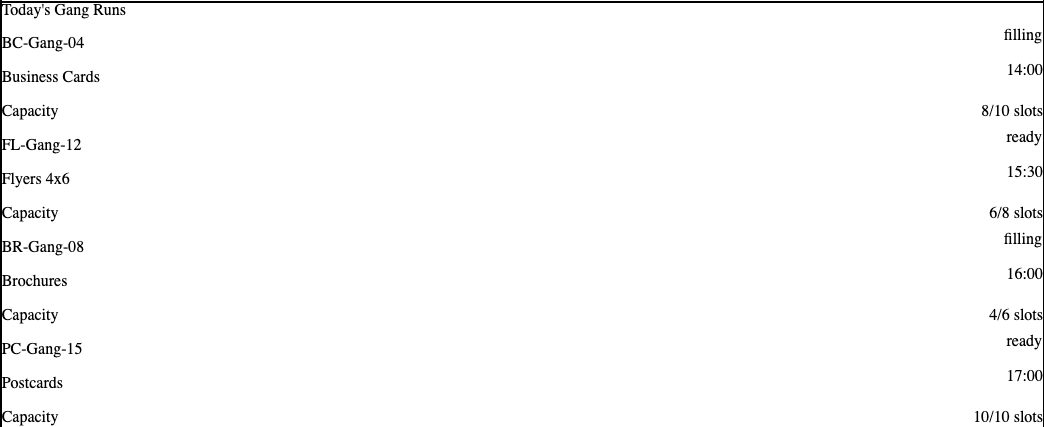 Today's Gang Runs
BC-Gang-04 filling
Business Cards 14:00
Capacity 8/10 slots
FL-Gang-12 ready
Flyers 4x6 15:30
Capacity 6/8 slots
BR-Gang-08 filling
Brochures 16:00
Capacity 4/6 slots
PC-Gang-15 ready
Postcards 17:00
Capacity 10/10 slots